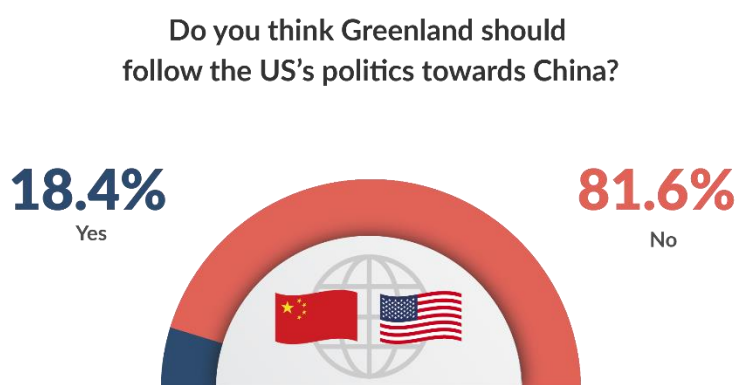 Do you think Greenland should
follow the US’s politics towards China?
18.4%
Yes
81.6%
No